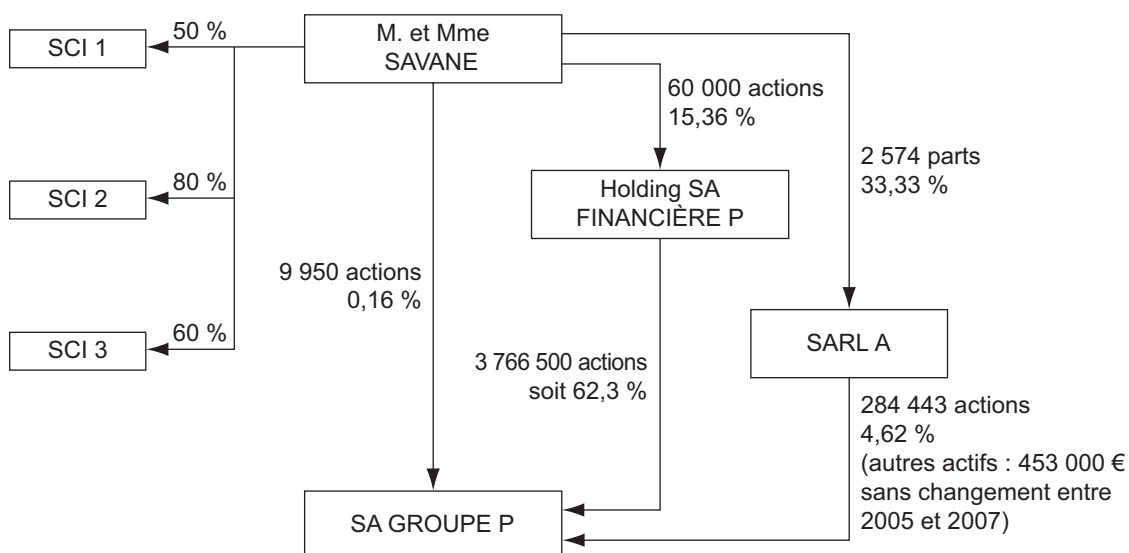 50 %
SCI 1
M. et Mme
SAVANE
60 000 actions
15,36 %
2 574 parts
33,33 %
80 %
SCI 2
Holding SA
FINANCIÈRE P
9 950 actions
0,16 %
60 %
SCI 3
SARL A
3 766 500 actions
soit 62,3 %
284 443 actions
4,62 %
(autres actifs : 453 000 €
sans changement entre
2005 et 2007)
SA GROUPE P